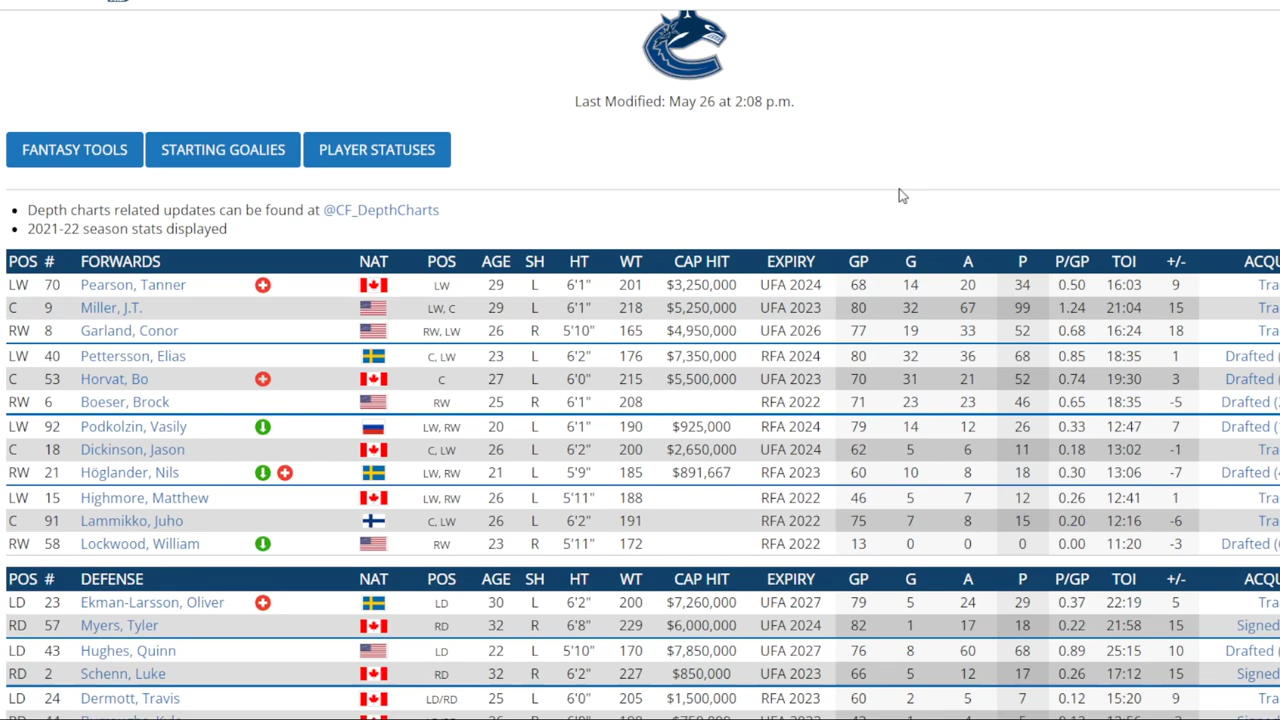 Last Modified: May 26 at 2:08 p.m.
FANTASY TOOLS STARTING GOALIES PLAYER STATUSES
• Depth charts related updates can be found at @CF_DepthCharts
• 2021-22 season stats displayed
POS # FORWARDS NAT POS AGE SH HT WT CAP HIT EXPIRY GP G A P P/GP TOI +/- ACQU
LW 70 Pearson, Tanner LW 29 L 6'1" 201 $3,250,000 UFA 2024 68 14 20 34 0.50 16:03 9 Tra
C 9 Miller, J.T. LW, C 29 L 6'1" 218 $5,250,000 UFA 2023 80 32 67 99 1.24 21:04 15 Tra
RW 8 Garland, Conor RW, LW 26 R 5'10" 165 $4,950,000 UFA 2026 77 19 33 52 0.68 16:24 18 Tra
LW 40 Pettersson, Elias C, LW 23 L 6'2" 176 $7,350,000 RFA 2024 80 32 36 68 0.85 18:35 1 Drafted (
C 53 Horvat, Bo C 27 L 6'0" 215 $5,500,000 UFA 2023 70 31 21 52 0.74 19:30 3 Drafted (
RW 6 Boeser, Brock RW 25 R 6'1" 208 RFA 2022 71 23 23 46 0.65 18:35 -5 Drafted (2
LW 92 Podkolzin, Vasily LW, RW 20 L 6'1" 190 $925,000 RFA 2024 79 14 12 26 0.33 12:47 7 Drafted (1
C 18 Dickinson, Jason C, LW 26 L 6'2" 200 $2,650,000 UFA 2024 62 5 6 11 0.18 13:02 -1 Tra
RW 21 Höglander, Nils LW, RW 21 L 5'9" 185 $891,667 RFA 2023 60 10 8 18 0.30 13:06 -7 Drafted (4
LW 15 Highmore, Matthew LW, RW 26 L 5'11" 188 RFA 2022 46 5 7 12 0.26 12:41 1 Tra
C 91 Lammikko, Juho C, LW 26 L 6'2" 191 RFA 2022 75 7 8 15 0.20 12:16 -6 Tra
RW 58 Lockwood, William RW 23 R 5'11" 172 RFA 2022 13 0 0 0 0.00 11:20 -3 Drafted (
POS # DEFENSE NAT POS AGE SH HT WT CAP HIT EXPIRY GP G A P P/GP TOI +/- ACQU
LD 23 Ekman-Larsson, Oliver LD 30 L 6'2" 200 $7,260,000 UFA 2027 79 5 24 29 0.37 22:19 5 Tra
RD 57 Myers, Tyler RD 32 R 6'8" 229 $6,000,000 UFA 2024 82 1 17 18 0.22 21:58 15 Signed
LD 43 Hughes, Quinn LD 22 L 5'10" 170 $7,850,000 RFA 2027 76 8 60 68 0.89 25:15 10 Drafted (
RD 2 Schenn, Luke RD 32 R 6'2" 227 $850,000 UFA 2023 66 5 12 17 0.26 17:12 15 Signed
LD 24 Dermott, Travis LD/RD 25 L 6'0" 205 $1,500,000 RFA 2023 60 2 5 7 0.12 15:20 9 Tra